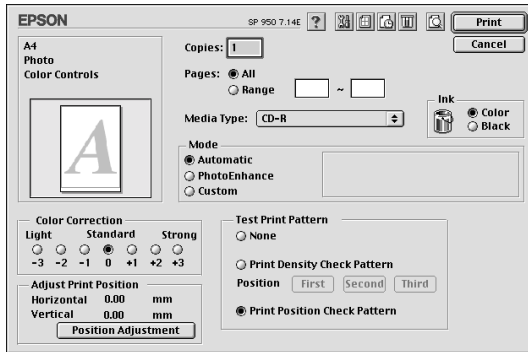 EPSON
SP 950 7.14E
?
Print
Cancel
A4
Photo
Color Controls
A
Copies: 1
Pages: All
Range ~
Media Type: CD-R
Ink
Color
Black
Mode
Automatic
PhotoEnhance
Custom
Color Correction
Light Standard Strong
-3 -2 -1 0 +1 +2 +3
Adjust Print Position
Horizontal 0.00 mm
Vertical 0.00 mm
Position Adjustment
Test Print Pattern
None
Print Density Check Pattern
Position First Second Third
Print Position Check Pattern